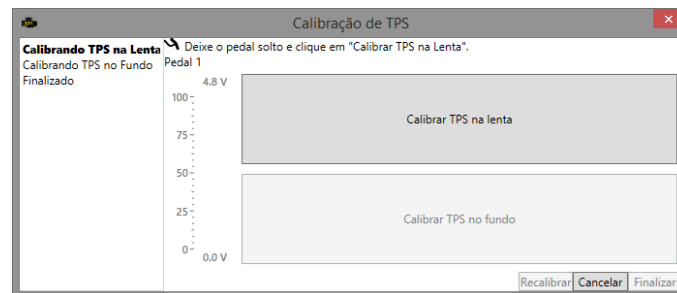 Calibração de TPS
Calibrando TPS na Lenta
Calibrando TPS no Fundo
Finalizado
Deixe o pedal solto e clique em "Calibrar TPS na Lenta".
Pedal 1
4.8 V
100
75
50
25
0
0.0 V
Calibrar TPS na lenta
Calibrar TPS no fundo
Recalibrar
Cancelar
Finalizar